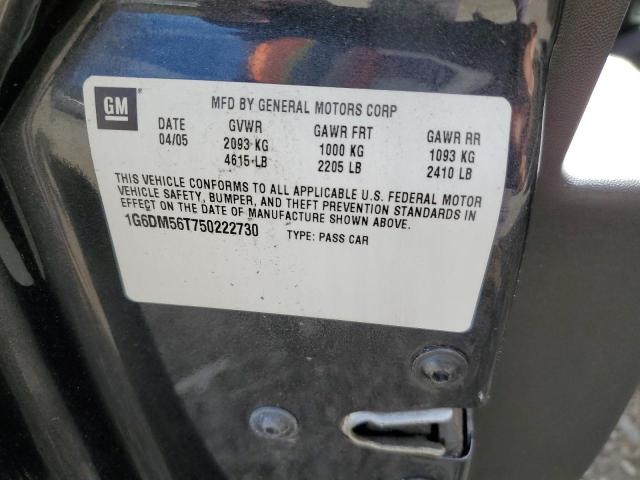 GM
MFD BY GENERAL MOTORS CORP
DATE GVWR GAWR FRT GAWR RR
04/05 2093 KG 1000 KG 1093 KG
4615-LB 2205 LB 2410 LB
THIS VEHICLE CONFORMS TO ALL APPLICABLE U.S. FEDERAL MOTOR
VEHICLE SAFETY, BUMPER, AND THEFT PREVENTION STANDARDS IN
EFFECT ON THE DATE OF MANUFACTURE SHOWN ABOVE.
1G6DM56T750222730 TYPE: PASS CAR